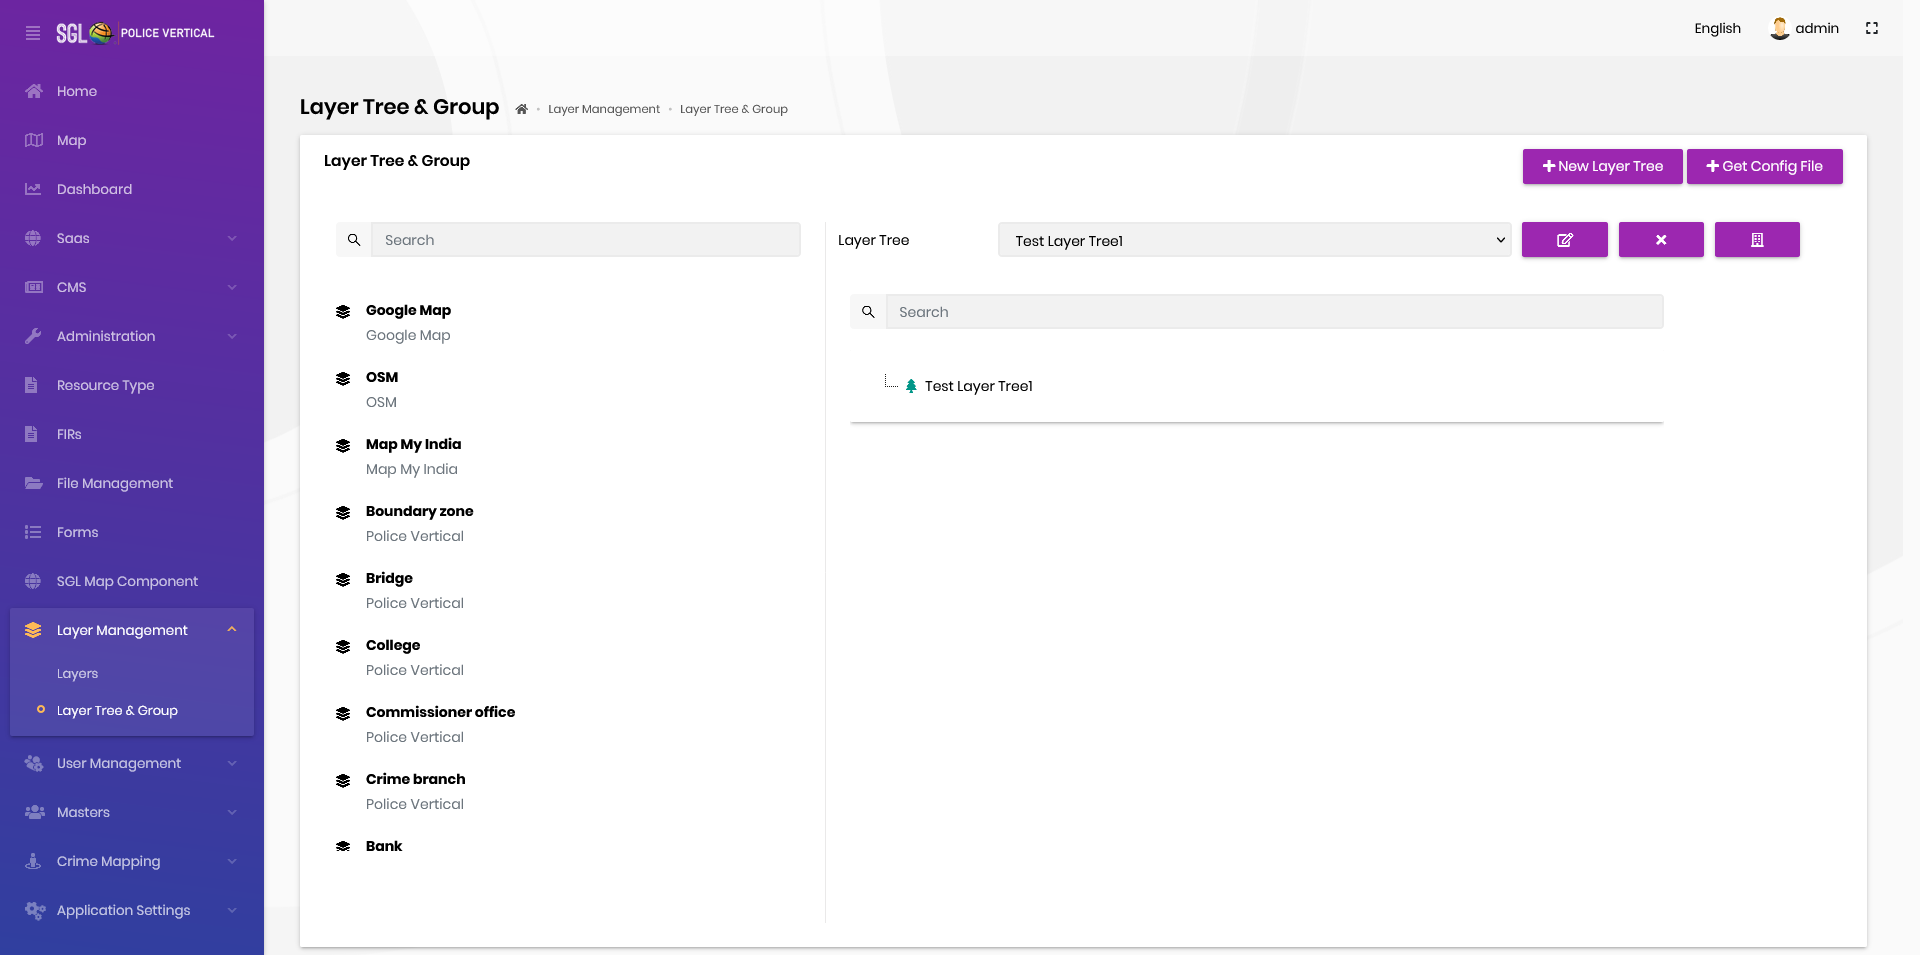 SGL POLICE VERTICAL
English
admin
Home
Map
Dashboard
Saas
CMS
Administration
Resource Type
FIRs
File Management
Forms
SGL Map Component
Layer Management
Layers
Layer Tree & Group
User Management
Masters
Crime Mapping
Application Settings
Layer Tree & Group
Layer Management
Layer Tree & Group
Layer Tree & Group
New Layer Tree
Get Config File
Search
Google Map
Google Map
OSM
OSM
Map My India
Map My India
Boundary zone
Police Vertical
Bridge
Police Vertical
College
Police Vertical
Commissioner office
Police Vertical
Crime branch
Police Vertical
Bank
Layer Tree
Test Layer Tree1
Search
Test Layer Tree1